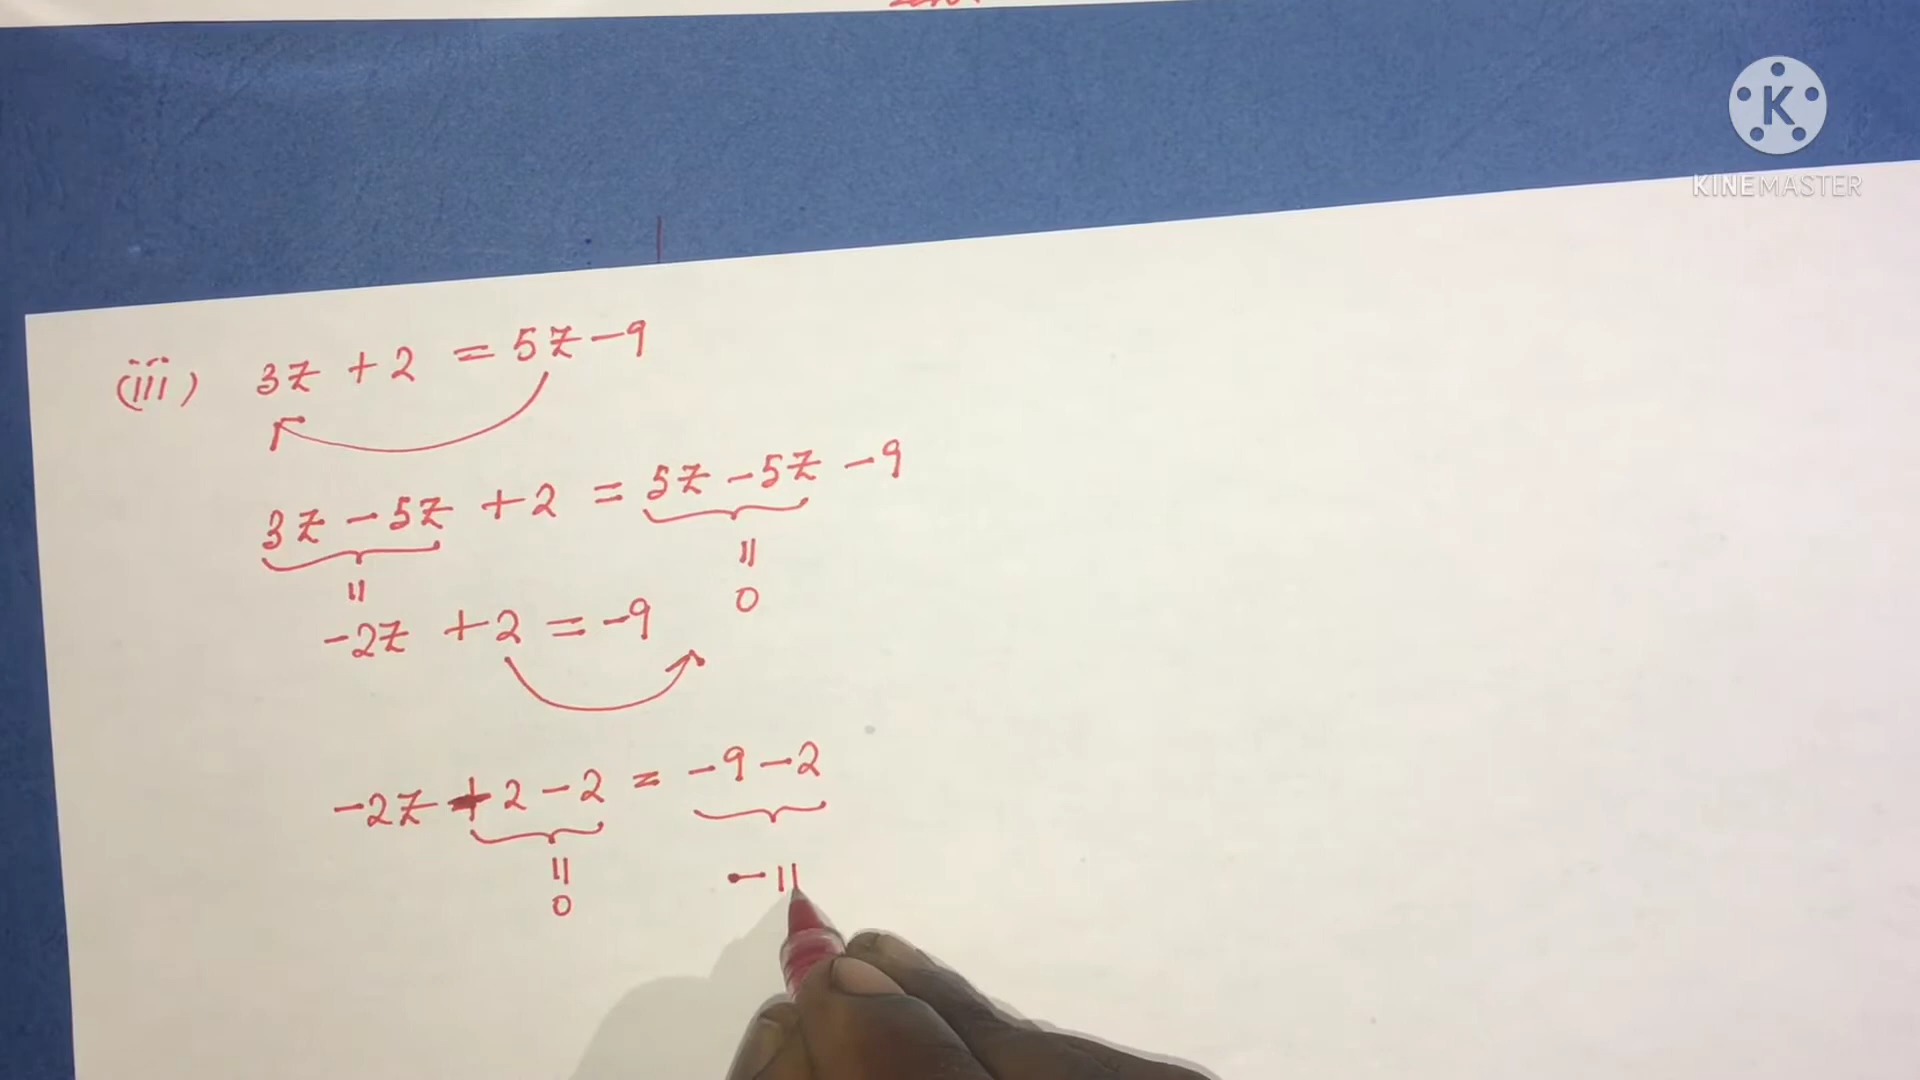 K
KINEMASTER
(iii) 3z + 2 = 5z - 9
3z - 5z + 2 = 5z - 5z - 9
॥ ॥
0
-2z + 2 = -9
-2z + 2 - 2 = -9 - 2
॥
0
-11